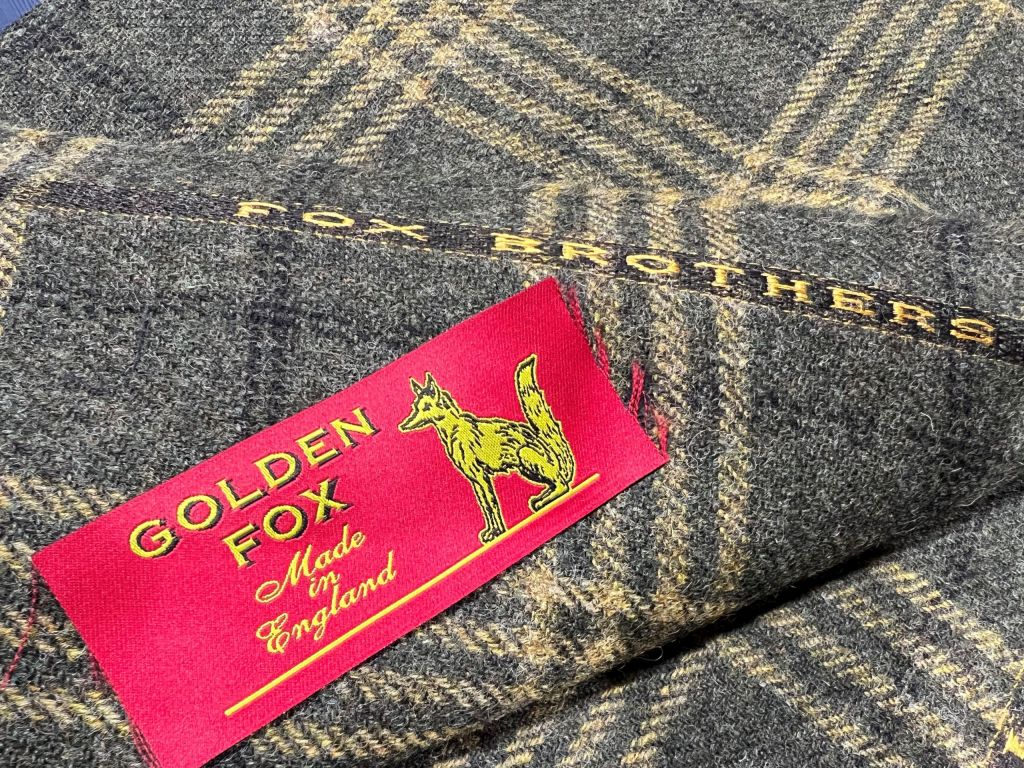 FOX BROTHERS
GOLDEN
FOX
Made
in
England